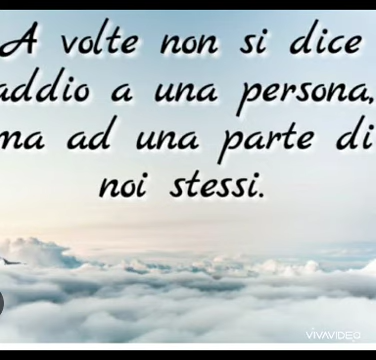 A volte non si dice
addio a una persona,
ma ad una parte di
noi stessi.
VIVAVIDEO